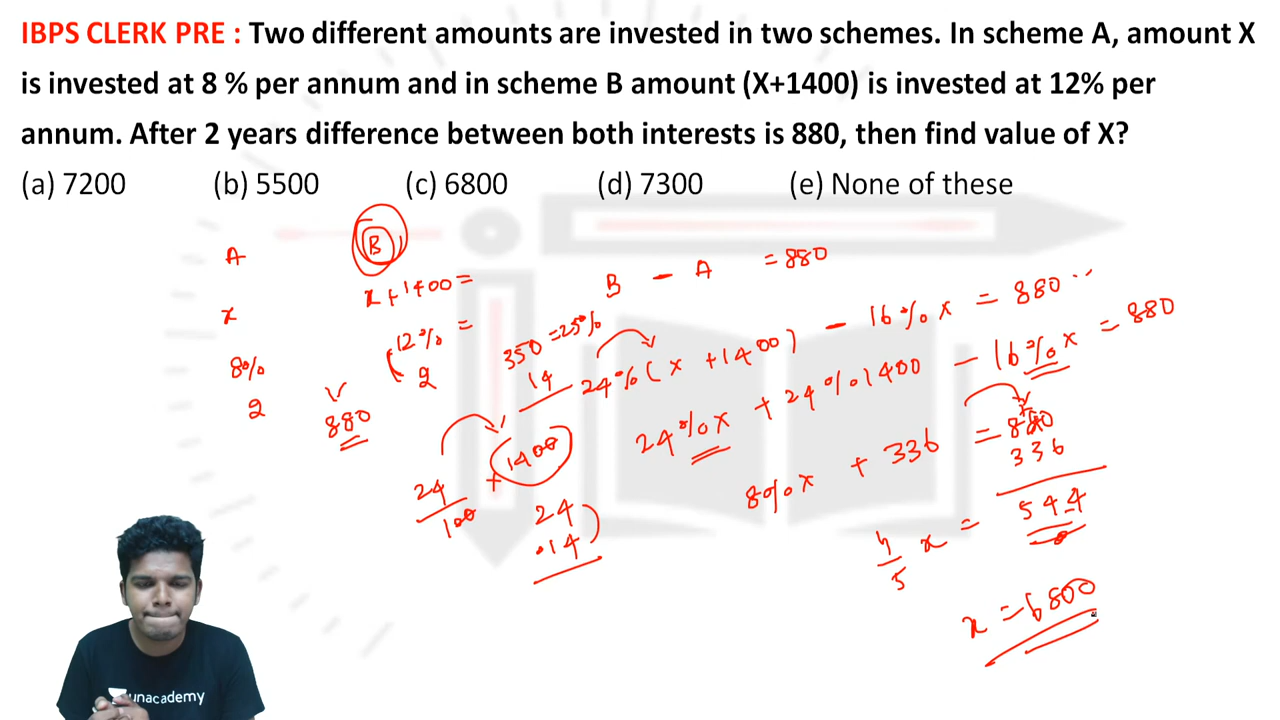 IBPS CLERK PRE : Two different amounts are invested in two schemes. In scheme A, amount X
is invested at 8 % per annum and in scheme B amount (X+1400) is invested at 12% per
annum. After 2 years difference between both interests is 880, then find value of X?
(a) 7200 (b) 5500 (c) 6800 (d) 7300 (e) None of these
A B
B - A = 880
x x+1400 =
8% 12% =
2 2
880
350 = 25%
14
24% (x + 1400) - 16% x = 880
24% x + 24% 1400 - 16% x = 880
24/100 + 1400
24
.14
8% x + 336 = 880
336
x = 544
5
x = 6800
unacademy